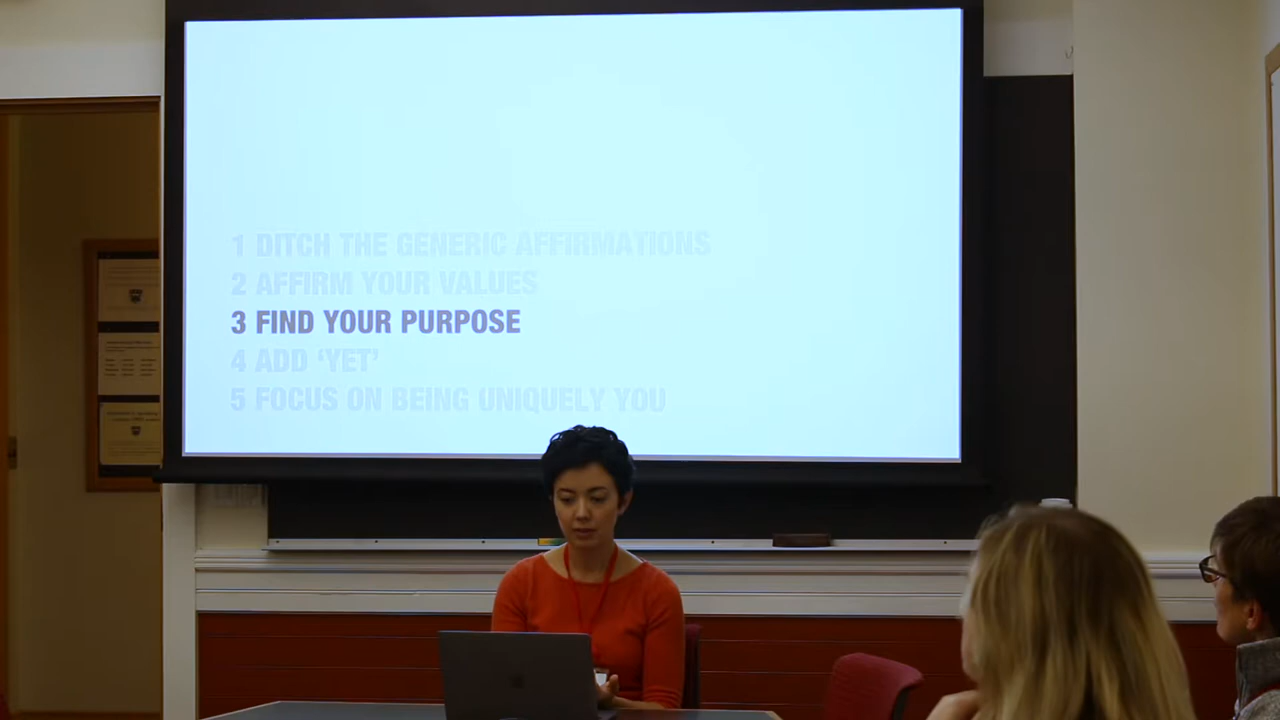 1 DITCH THE GENERIC AFFIRMATIONS
2 AFFIRM YOUR VALUES
3 FIND YOUR PURPOSE
4 ADD ‘YET’
5 FOCUS ON BEING UNIQUELY YOU